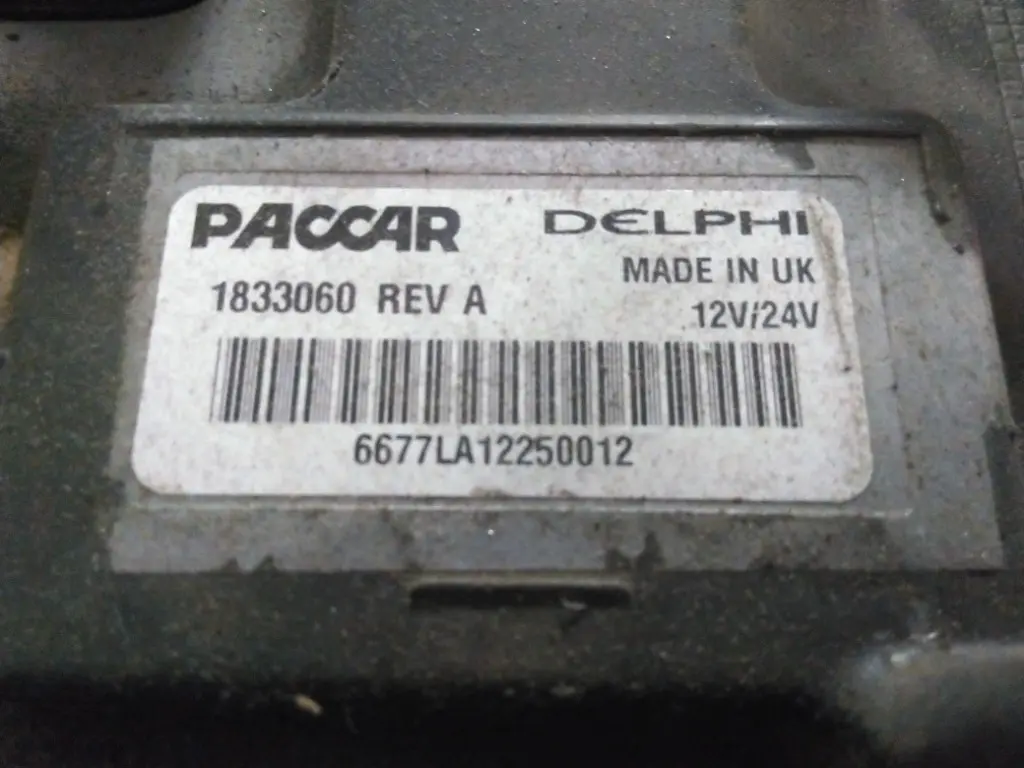 PACCAR DELPHI
MADE IN UK
1833060 REV A
12V/24V
6677LA12250012